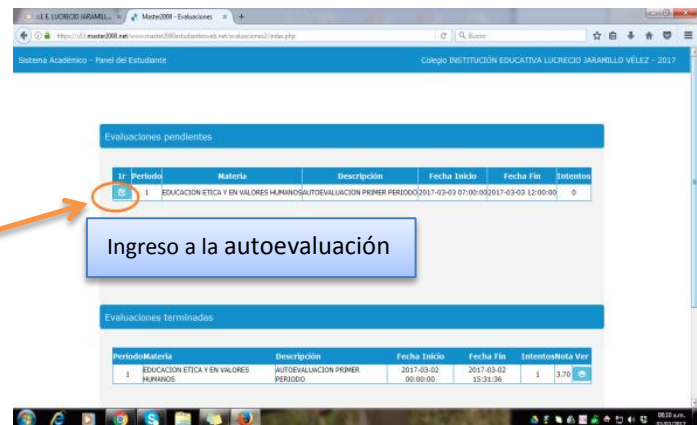 Master2000 - Evaluaciones
Sistema Académico - Panel del Estudiante
Colegio INSTITUCIÓN EDUCATIVA LUCRECIO JARAMILLO VÉLEZ - 2017
Evaluaciones pendientes
Ir Periodo Materia Descripción Fecha Inicio Fecha Fin Intentos
1 EDUCACION ETICA Y EN VALORES HUMANOS AUTOEVALUACION PRIMER PERIODO 2017-03-03 07:00:00 2017-03-03 12:00:00 0
Ingreso a la autoevaluación
Evaluaciones terminadas
Periodo Materia Descripción Fecha Inicio Fecha Fin Intentos Nota Ver
1 EDUCACION ETICA Y EN VALORES HUMANOS AUTOEVALUACION PRIMER PERIODO 2017-03-02 00:00:00 2017-03-02 15:31:36 1 3.70